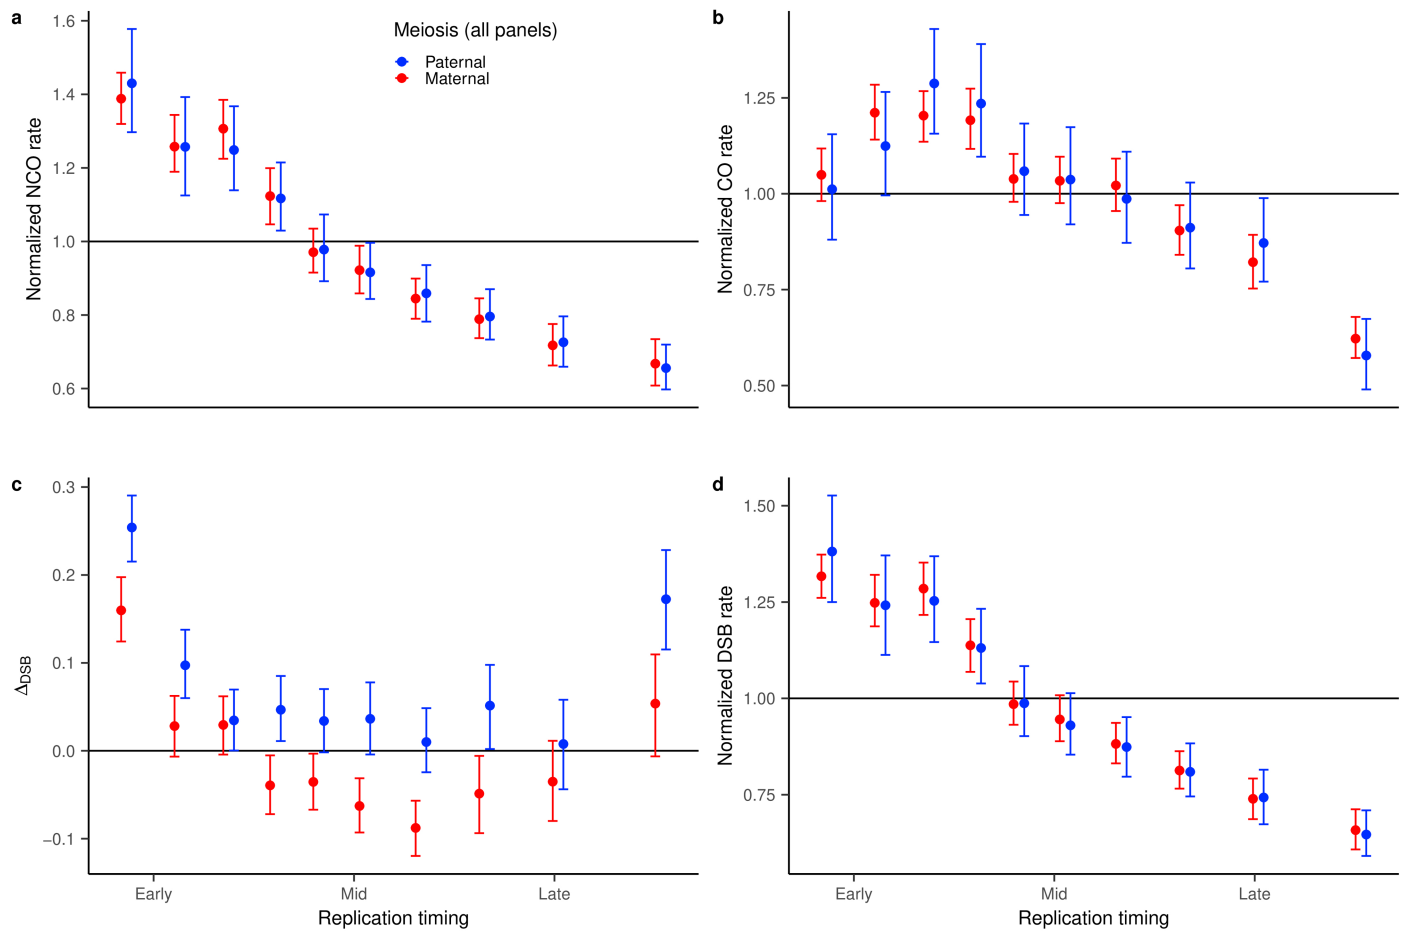 a
1.6
1.4
1.2
1.0
0.8
0.6
Normalized NCO rate
Meiosis (all panels)
Paternal
Maternal
b
1.25
1.00
0.75
0.50
Normalized CO rate
c
0.3
0.2
0.1
0.0
−0.1
ΔDSB
Early
Mid
Late
Replication timing
d
1.50
1.25
1.00
0.75
Normalized DSB rate
Early
Mid
Late
Replication timing